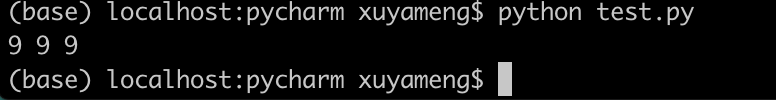 (base) localhost:pycharm xuyameng$ python test.py
9 9 9
(base) localhost:pycharm xuyameng$